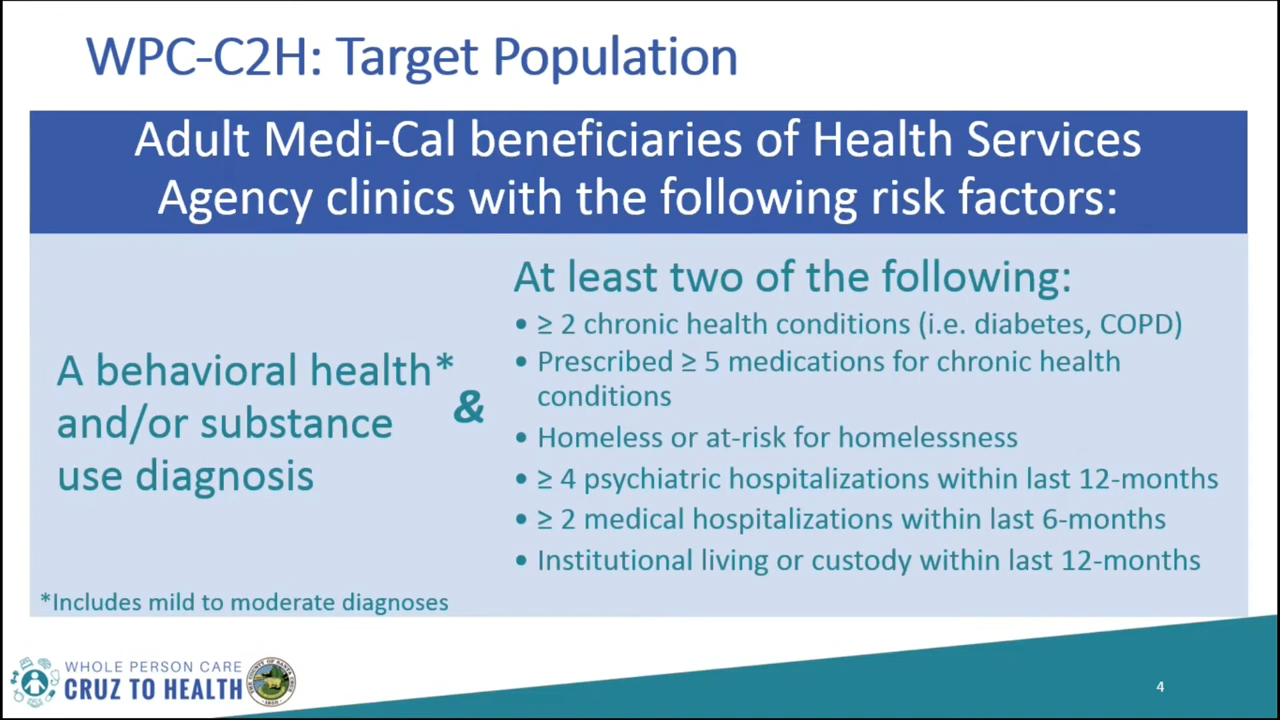 WPC-C2H: Target Population
Adult Medi-Cal beneficiaries of Health Services
Agency clinics with the following risk factors:
A behavioral health*
and/or substance
use diagnosis
&
At least two of the following:
• ≥ 2 chronic health conditions (i.e. diabetes, COPD)
• Prescribed ≥ 5 medications for chronic health
conditions
• Homeless or at-risk for homelessness
• ≥ 4 psychiatric hospitalizations within last 12-months
• ≥ 2 medical hospitalizations within last 6-months
• Institutional living or custody within last 12-months
*Includes mild to moderate diagnoses
WHOLE PERSON CARE
CRUZ TO HEALTH
4